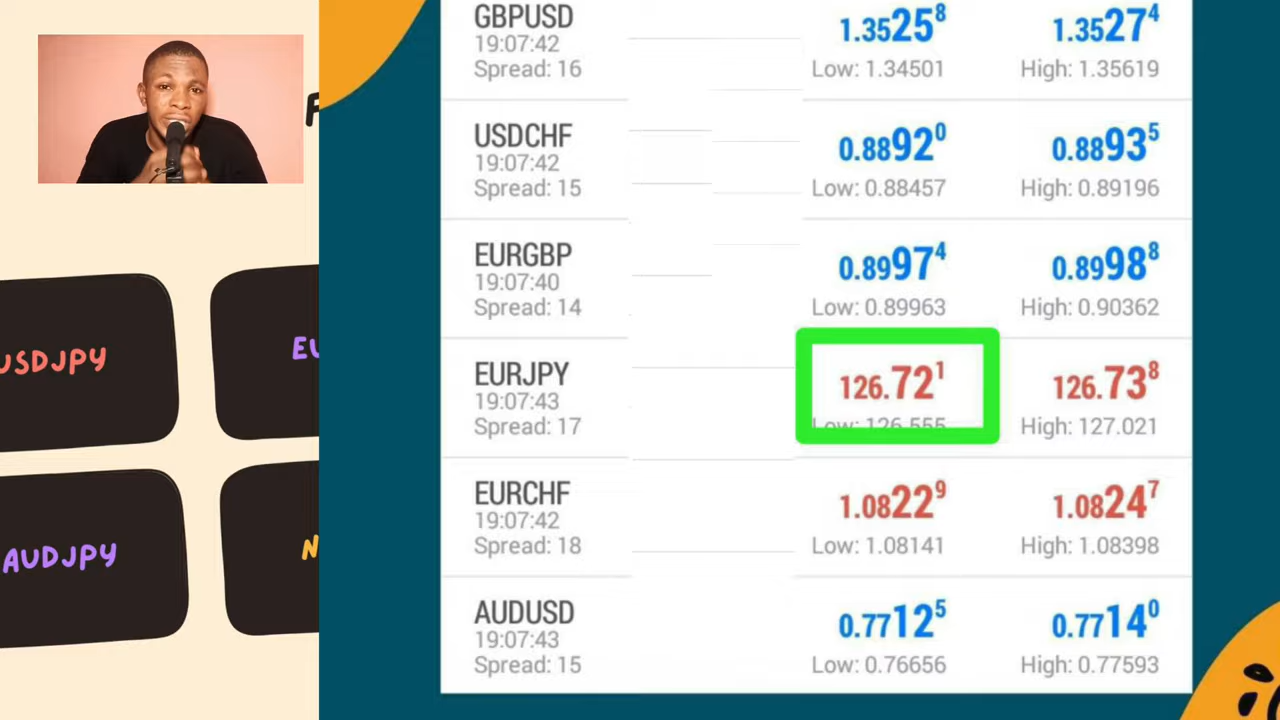 GBPUSD
19:07:42
Spread: 16
1.35258
1.35274
Low: 1.34501
High: 1.35619
USDCHF
19:07:42
Spread: 15
0.88920
0.88935
Low: 0.88457
High: 0.89196
EURGBP
19:07:40
Spread: 14
0.89974
0.89988
Low: 0.89963
High: 0.90362
EURJPY
19:07:43
Spread: 17
126.721
126.738
Low: 126.555
High: 127.021
EURCHF
19:07:42
Spread: 18
1.08229
1.08247
Low: 1.08141
High: 1.08398
AUDUSD
19:07:43
Spread: 15
0.77125
0.77140
Low: 0.76656
High: 0.77593
USDJPY
EU
AUDJPY
N